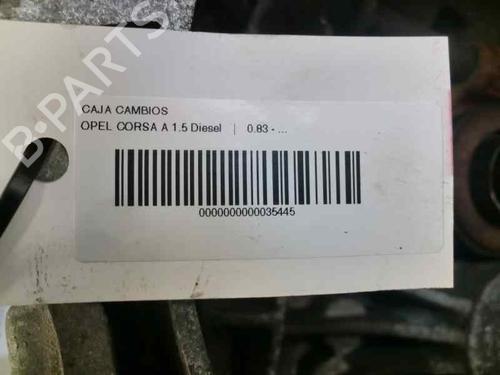 B-PARTS
CAJA CAMBIOS
OPEL CORSA A 1.5 Diesel | 0.83 - ...
0000000000035445